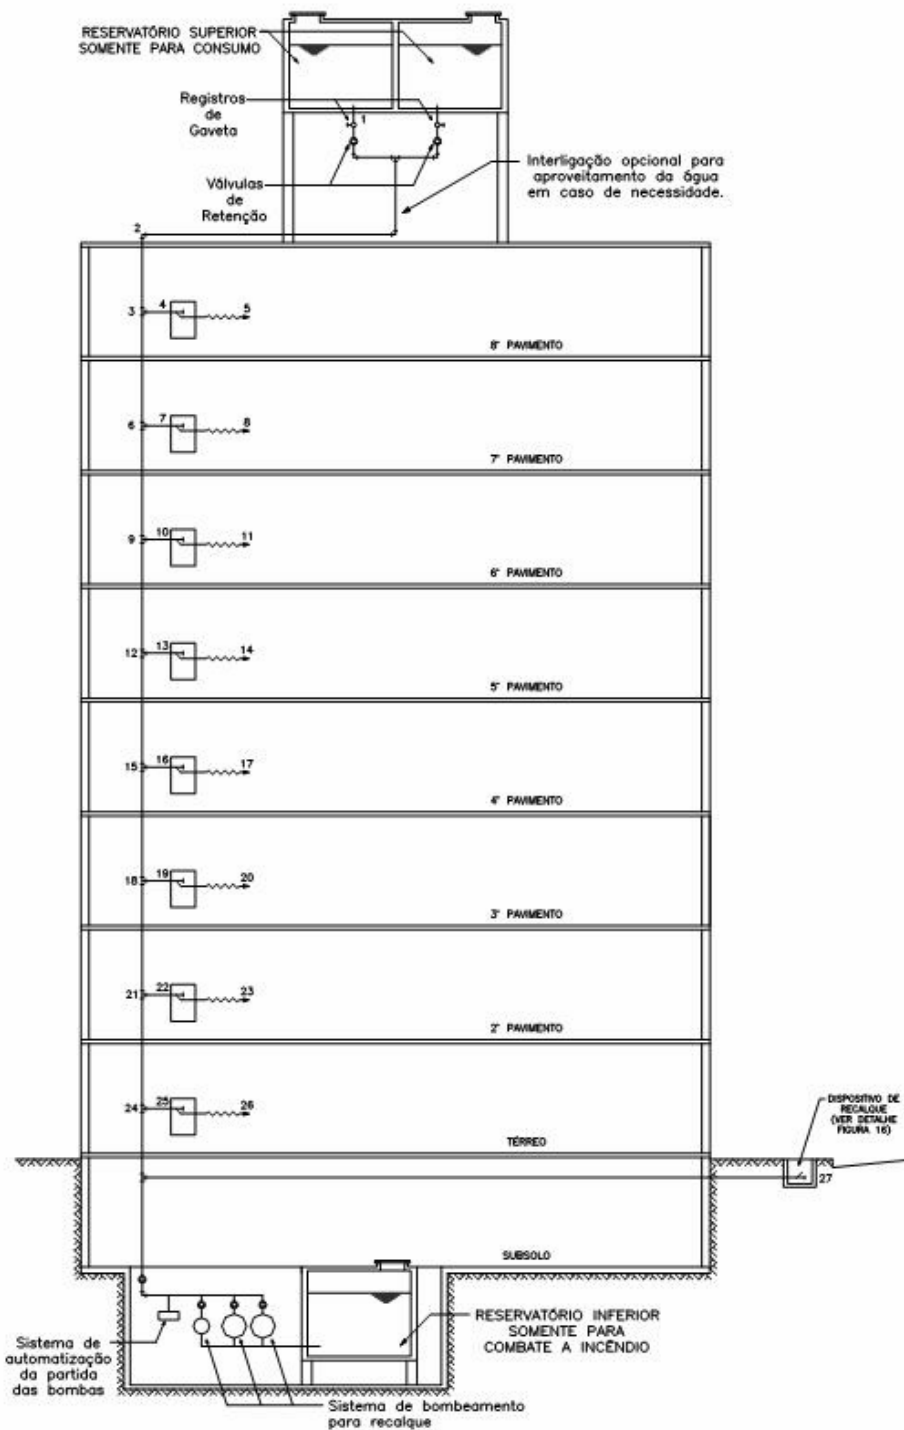 RESERVATÓRIO SUPERIOR
SOMENTE PARA CONSUMO
Registros
de
Gaveta
1
Interligação opcional para
aproveitamento da água
em caso de necessidade.
Válvulas
de
Retenção
2
3 4 5
8° PAVIMENTO
6 7 8
7° PAVIMENTO
9 10 11
6° PAVIMENTO
12 13 14
5° PAVIMENTO
15 16 17
4° PAVIMENTO
18 19 20
3° PAVIMENTO
21 22 23
2° PAVIMENTO
24 25 26
TÉRREO
DISPOSITIVO DE
RECALQUE
(VER DETALHE
FIGURA 16)
27
SUBSOLO
RESERVATÓRIO INFERIOR
SOMENTE PARA
COMBATE A INCÊNDIO
Sistema de
automatização
da partida
das bombas
Sistema de bombeamento
para recalque